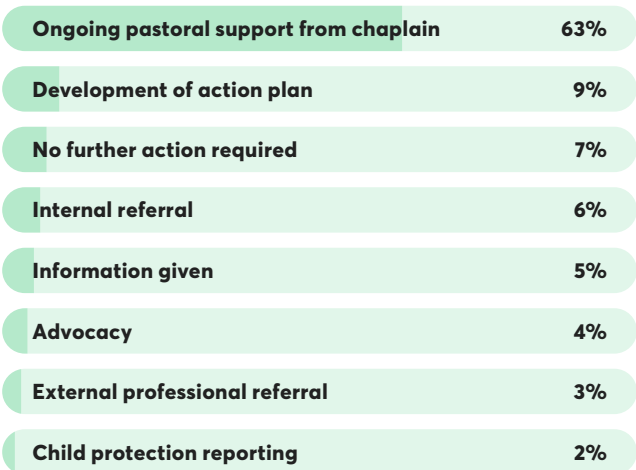 Ongoing pastoral support from chaplain 63%
Development of action plan 9%
No further action required 7%
Internal referral 6%
Information given 5%
Advocacy 4%
External professional referral 3%
Child protection reporting 2%